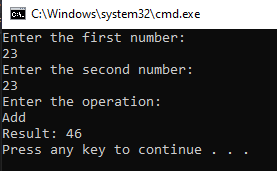 C:\Windows\system32\cmd.exe
Enter the first number:
23
Enter the second number:
23
Enter the operation:
Add
Result: 46
Press any key to continue . . .